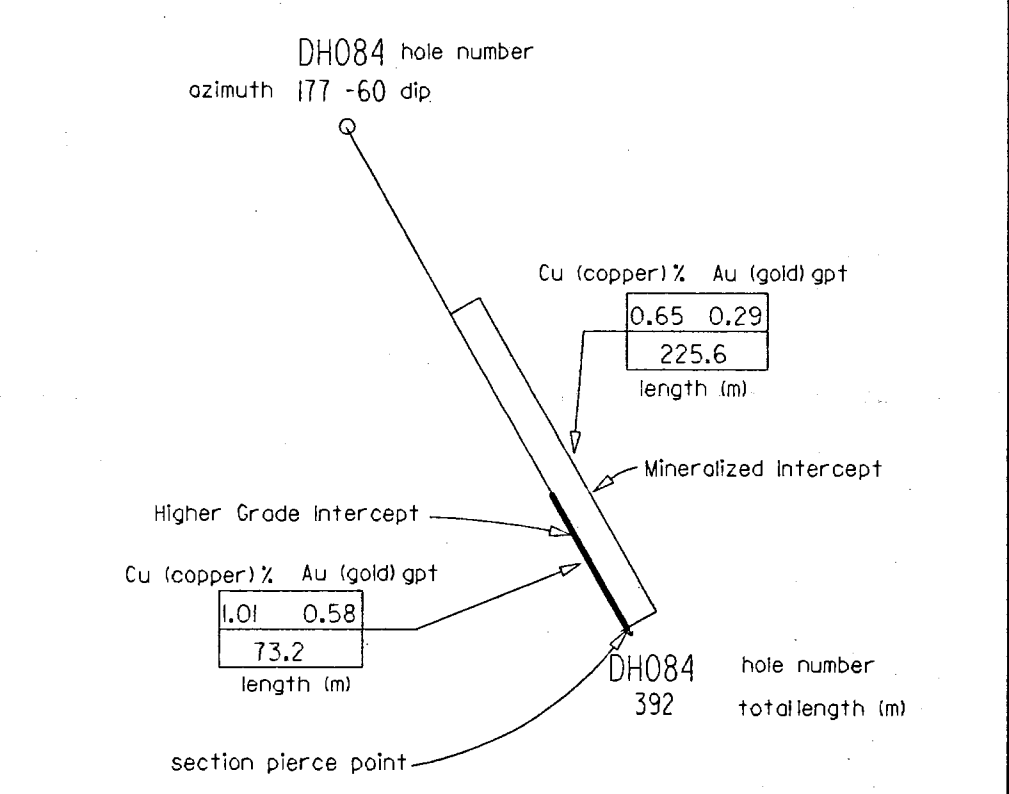 DH084 hole number
azimuth 177 -60 dip
Cu (copper) % Au (gold) gpt
0.65 0.29
225.6
length (m)
Mineralized Intercept
Higher Grade Intercept
Cu (copper) % Au (gold) gpt
1.01 0.58
73.2
length (m)
DH084 hole number
392 total length (m)
section pierce point